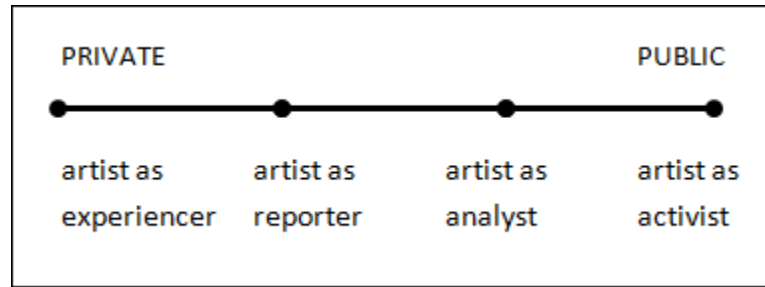 PRIVATE PUBLIC
artist as artist as artist as artist as
experiencer reporter analyst activist